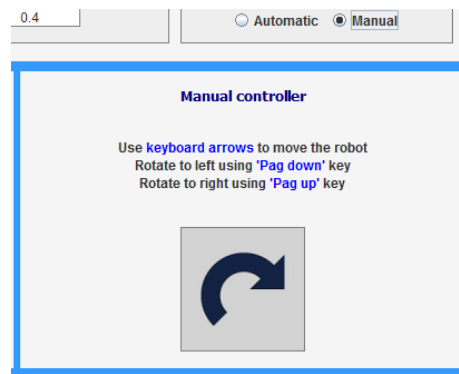 0.4
Automatic Manual
Manual controller
Use keyboard arrows to move the robot
Rotate to left using 'Pag down' key
Rotate to right using 'Pag up' key